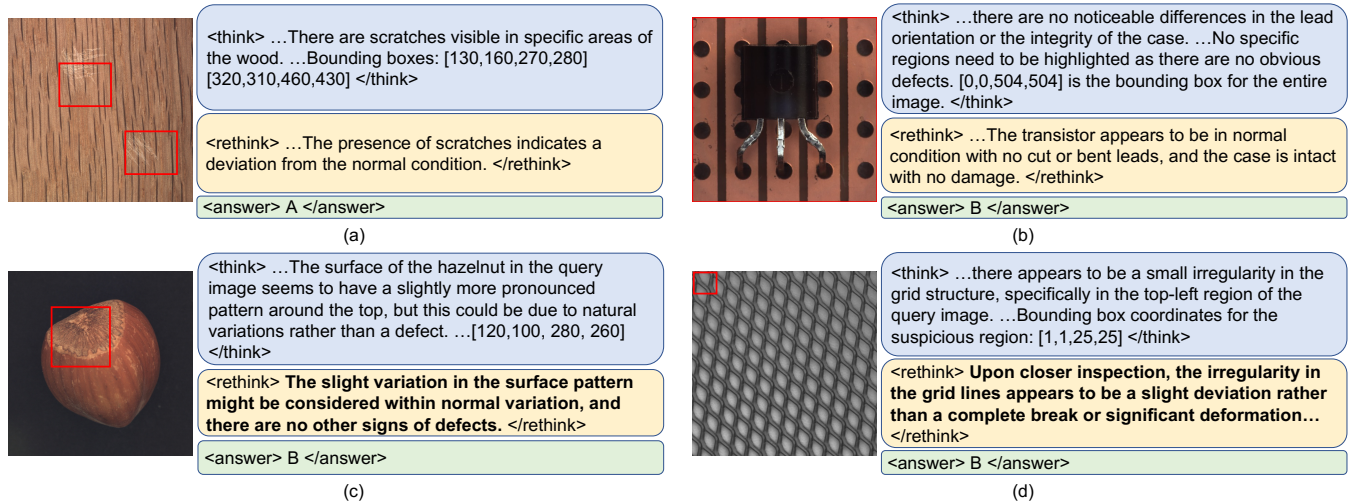 <think> …There are scratches visible in specific areas of
the wood. …Bounding boxes: [130,160,270,280]
[320,310,460,430] </think>
<rethink> …The presence of scratches indicates a
deviation from the normal condition. </rethink>
<answer> A </answer>
(a)
<think> …there are no noticeable differences in the lead
orientation or the integrity of the case. …No specific
regions need to be highlighted as there are no obvious
defects. [0,0,504,504] is the bounding box for the entire
image. </think>
<rethink> …The transistor appears to be in normal
condition with no cut or bent leads, and the case is intact
with no damage. </rethink>
<answer> B </answer>
(b)
<think> …The surface of the hazelnut in the query
image seems to have a slightly more pronounced
pattern around the top, but this could be due to natural
variations rather than a defect. …[120,100, 280, 260]
</think>
<rethink> The slight variation in the surface pattern
might be considered within normal variation, and
there are no other signs of defects. </rethink>
<answer> B </answer>
(c)
<think> …there appears to be a small irregularity in the
grid structure, specifically in the top-left region of the
query image. …Bounding box coordinates for the
suspicious region: [1,1,25,25] </think>
<rethink> Upon closer inspection, the irregularity in
the grid lines appears to be a slight deviation rather
than a complete break or significant deformation…
</rethink>
<answer> B </answer>
(d)